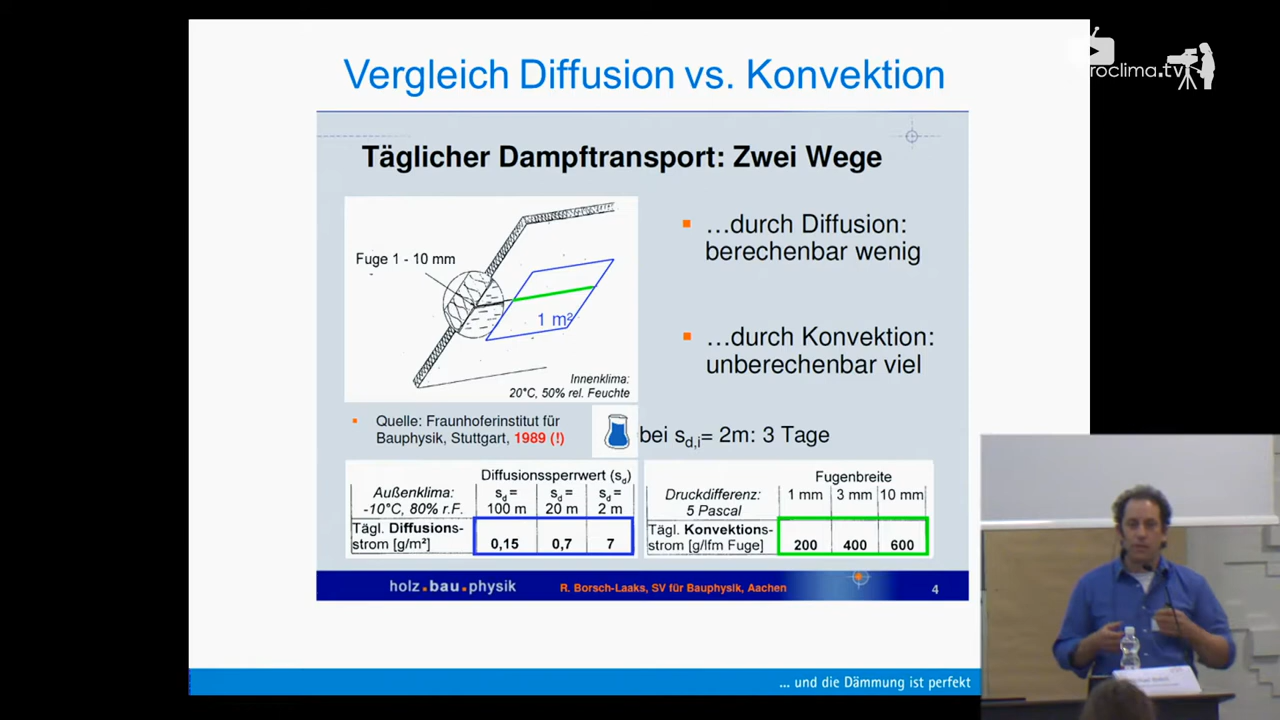 Vergleich Diffusion vs. Konvektion
roclima.tv
Täglicher Dampftransport: Zwei Wege
Fuge 1 - 10 mm
1 m²
Innenklima:
20°C, 50% rel. Feuchte
…durch Diffusion:
berechenbar wenig
…durch Konvektion:
unberechenbar viel
Quelle: Fraunhoferinstitut für
Bauphysik, Stuttgart, 1989 (!)
bei sd,i= 2m: 3 Tage
Diffusionssperrwert (sd)
Außenklima: sd = sd = sd =
-10°C, 80% r.F. 100 m 20 m 2 m
Tägl. Diffusions-
strom [g/m²] 0,15 0,7 7
Fugenbreite
Druckdifferenz: 1 mm 3 mm 10 mm
5 Pascal
Tägl. Konvektions-
strom [g/lfm Fuge] 200 400 600
holz.bau.physik R. Borsch-Laaks, SV für Bauphysik, Aachen 4
... und die Dämmung ist perfekt